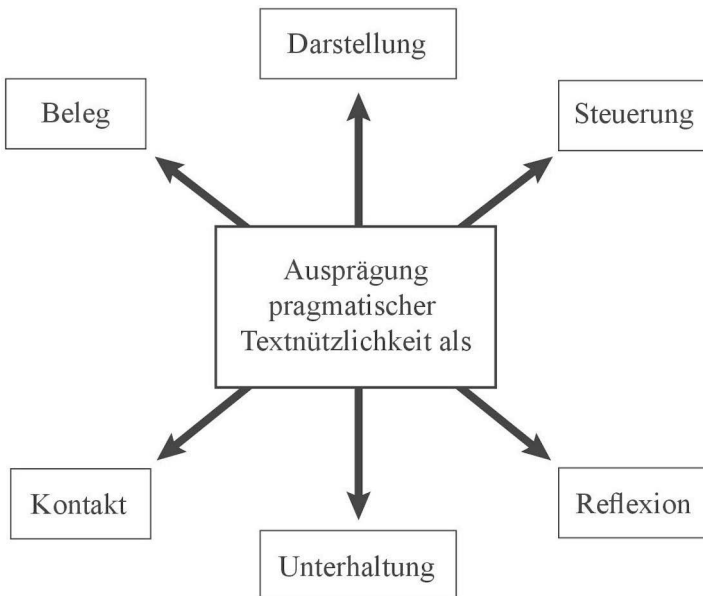 Darstellung
Beleg
Steuerung
Ausprägung
pragmatischer
Textnützlichkeit als
Kontakt
Reflexion
Unterhaltung